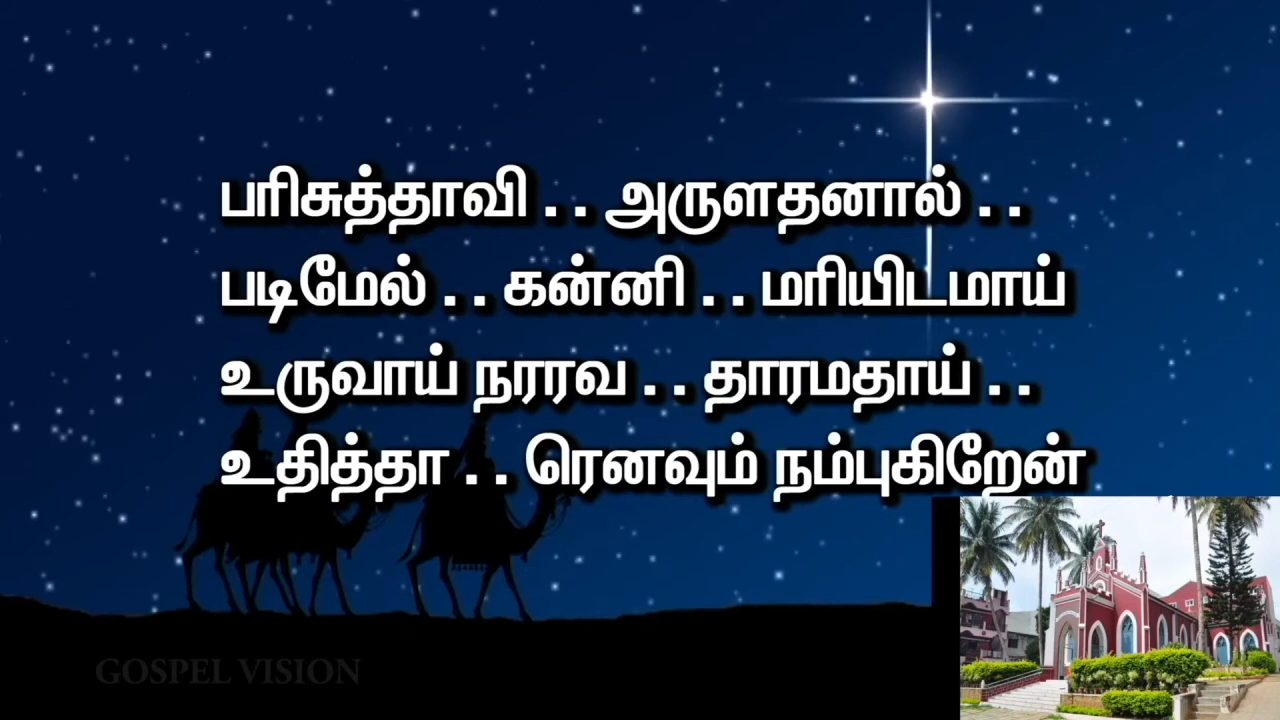 பரிசுத்தாவி . . அருளதனால் . .
படிமேல் . . கன்னி . . மரியிடமாய்
உருவாய் நரரவ . . தாரமதாய் . .
உதித்தா . . ரெனவும் நம்புகிறேன்
GOSPEL VISION